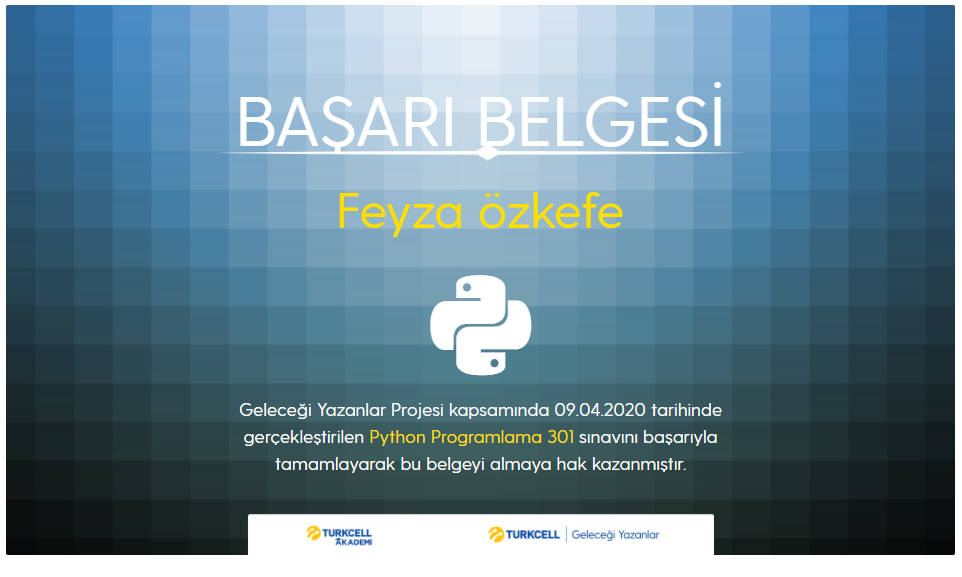 BAŞARI BELGESİ
Feyza özkefe
Geleceği Yazanlar Projesi kapsamında 09.04.2020 tarihinde
gerçekleştirilen Python Programlama 301 sınavını başarıyla
tamamlayarak bu belgeyi almaya hak kazanmıştır.
TURKCELL
AKADEMİ
TURKCELL | Geleceği Yazanlar